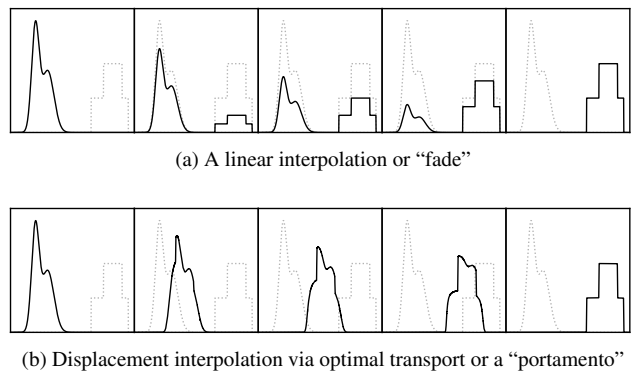 (a) A linear interpolation or “fade”
(b) Displacement interpolation via optimal transport or a “portamento”